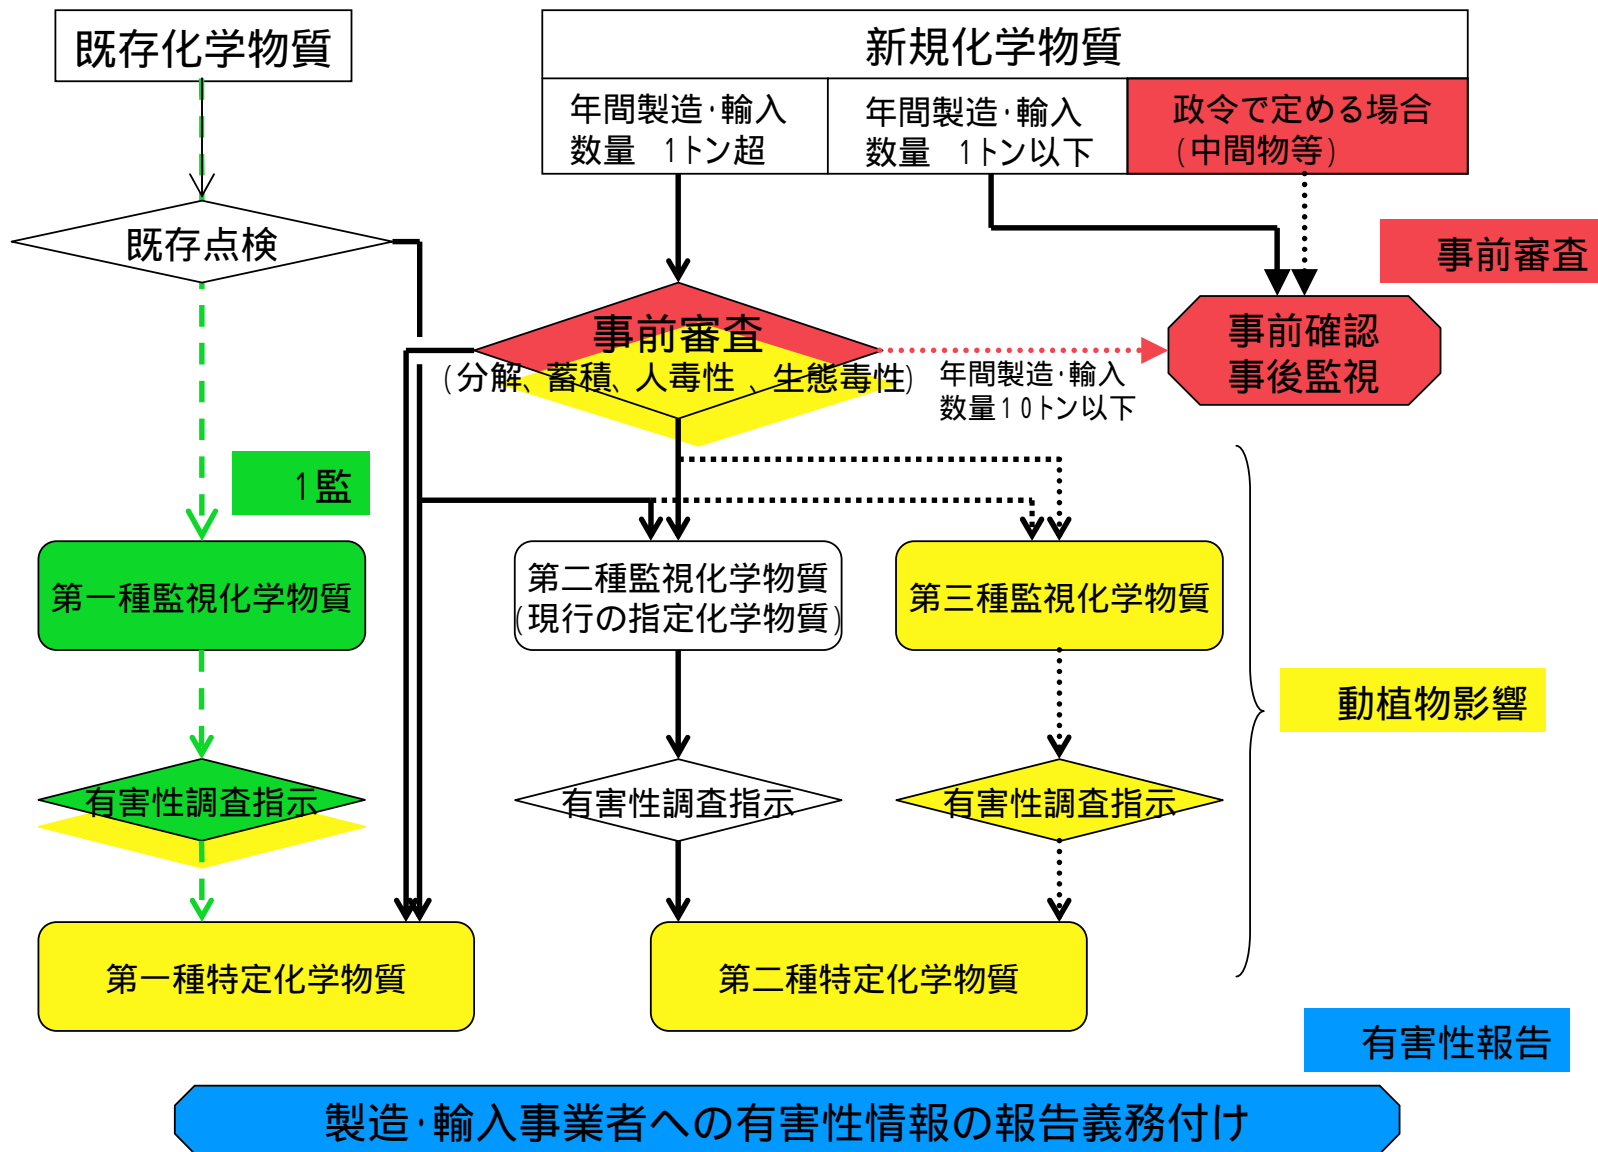 既存化学物質
新規化学物質
年間製造･輸入
数量 1トン超
年間製造･輸入
数量 1トン以下
政令で定める場合
(中間物等)
既存点検
事前審査
事前審査
(分解、蓄積、人毒性、生態毒性)
年間製造･輸入
数量10トン以下
事前確認
事後監視
1監
第一種監視化学物質
第二種監視化学物質
(現行の指定化学物質)
第三種監視化学物質
動植物影響
有害性調査指示
有害性調査指示
有害性調査指示
第一種特定化学物質
第二種特定化学物質
有害性報告
製造･輸入事業者への有害性情報の報告義務付け